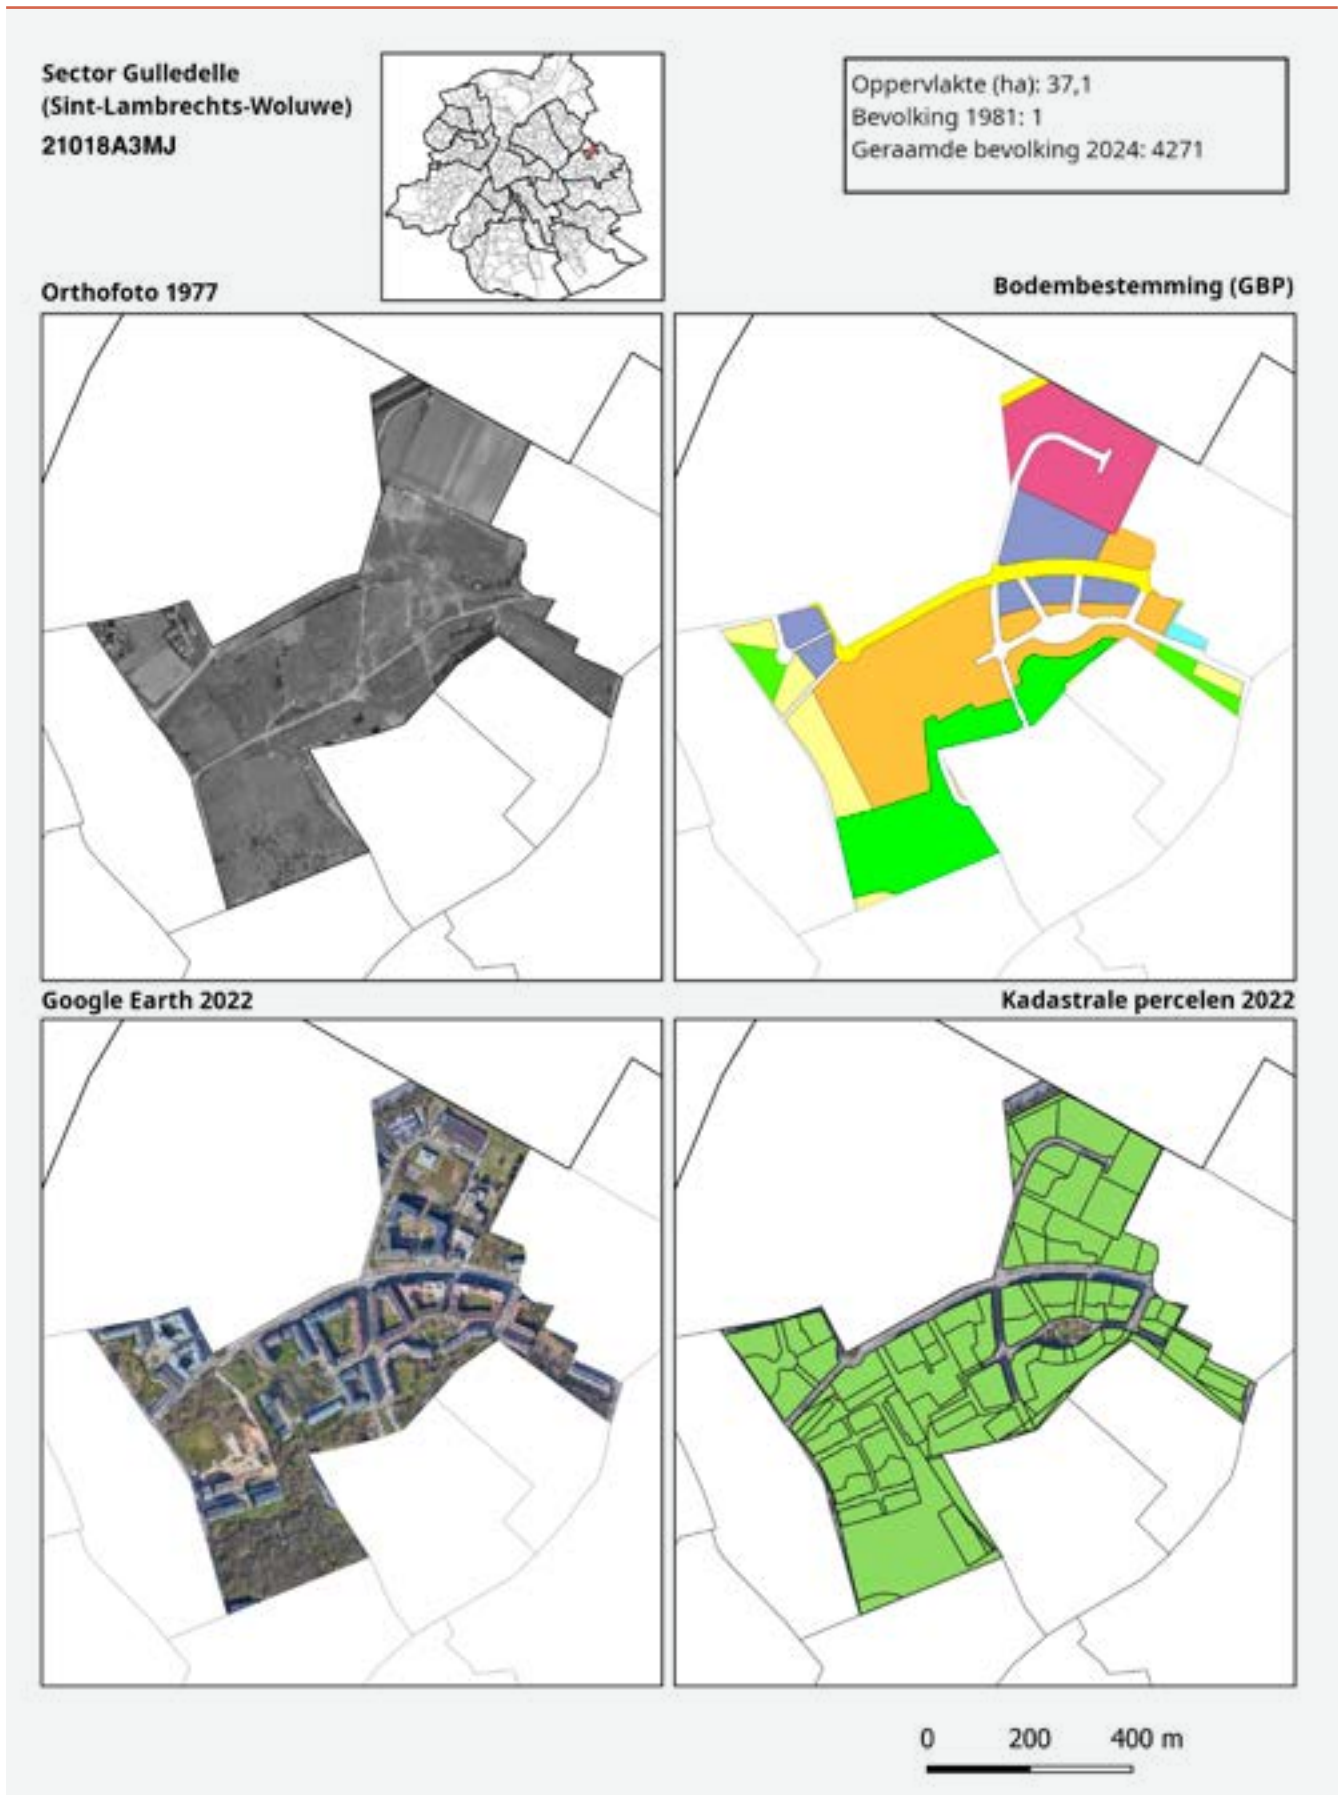 Sector Gulledelle
(Sint-Lambrechts-Woluwe)
21018A3MJ
Oppervlakte (ha): 37,1
Bevolking 1981: 1
Geraamde bevolking 2024: 4271
Orthofoto 1977
Bodembestemming (GBP)
Google Earth 2022
Kadastrale percelen 2022
0 200 400 m